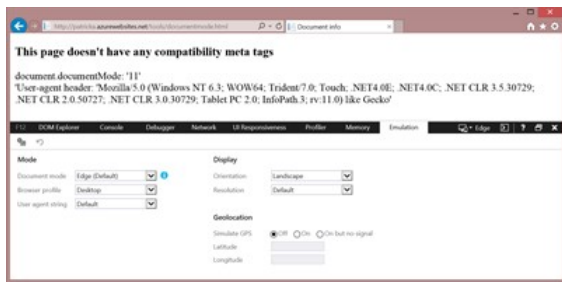 http://patricka.azurewebsites.net/tools/documentmode.html
Document info
This page doesn't have any compatibility meta tags
document.documentMode: '11'
'User-agent header: 'Mozilla/5.0 (Windows NT 6.3; WOW64; Trident/7.0; Touch; .NET4.0E; .NET4.0C; .NET CLR 3.5.30729;
.NET CLR 2.0.50727; .NET CLR 3.0.30729; Tablet PC 2.0; InfoPath.3; rv:11.0) like Gecko'
F12 DOM Explorer Console Debugger Network UI Responsiveness Profiler Memory Emulation Edge ?
Mode Display
Document mode Edge (Default) Orientation Landscape
Browser profile Desktop Resolution Default
User agent string Default
Geolocation
Simulate GPS Off On On but no signal
Latitude
Longitude